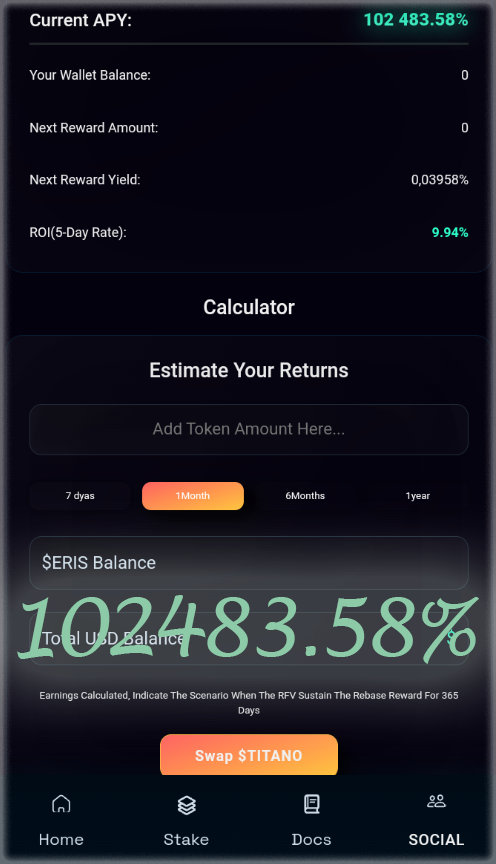 Current APY: 102 483.58%
Your Wallet Balance: 0
Next Reward Amount: 0
Next Reward Yield: 0,03958%
ROI(5-Day Rate): 9.94%
Calculator
Estimate Your Returns
Add Token Amount Here...
7 dyas 1Month 6Months 1year
$ERIS Balance
102483.58%
Total USD Balance $
Earnings Calculated, Indicate The Scenario When The RFV Sustain The Rebase Reward For 365
Days
Swap $TITANO
Home Stake Docs SOCIAL